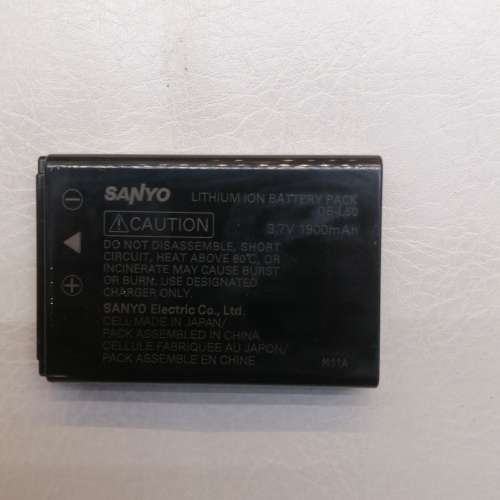 SANYO LITHIUM ION BATTERY PACK
DB-L50
⚠CAUTION 3.7V 1900mAh
DO NOT DISASSEMBLE, SHORT
CIRCUIT, HEAT ABOVE 60℃, OR
INCINERATE MAY CAUSE BURST
OR BURN. USE DESIGNATED
CHARGER ONLY.
SANYO Electric Co., Ltd.
CELL MADE IN JAPAN/
PACK ASSEMBLED IN CHINA
CELLULE FABRIQUEE AU JAPON/
PACK ASSEMBLE EN CHINE
M11A